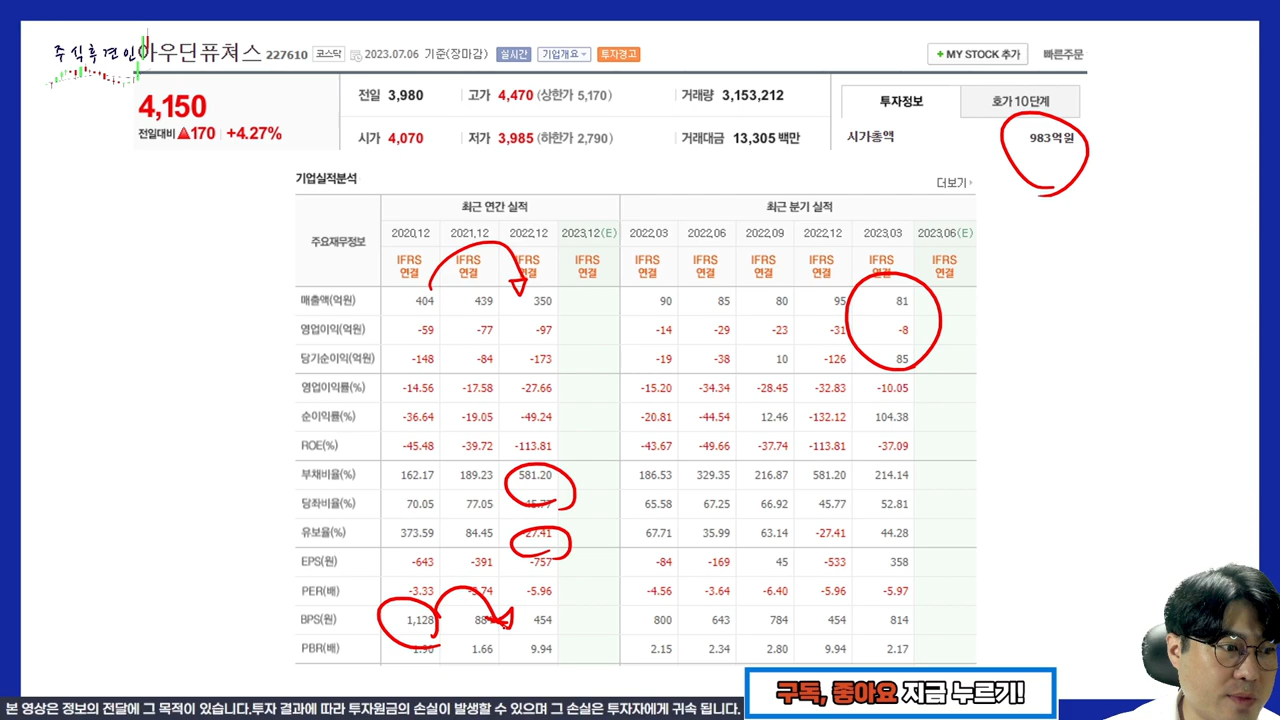 주식후견인
아우딘퓨쳐스 227610 코스닥 2023.07.06 기준(장마감) 실시간 기업개요 투자경고 + MY STOCK 추가 빠른주문
4,150
전일대비 ▲170 +4.27%
전일 3,980 고가 4,470 (상한가 5,170) 거래량 3,153,212
시가 4,070 저가 3,985 (하한가 2,790) 거래대금 13,305 백만
투자정보 호가 10단계
시가총액 983억원
기업실적분석 더보기
주요재무정보 최근 연간 실적 최근 분기 실적
2020.12 2021.12 2022.12 2023.12(E) 2022.03 2022.06 2022.09 2022.12 2023.03 2023.06(E)
IFRS IFRS IFRS IFRS IFRS IFRS IFRS IFRS IFRS IFRS
연결 연결 연결 연결 연결 연결 연결 연결 연결 연결
매출액(억원) 404 439 350 90 85 80 95 81
영업이익(억원) -59 -77 -97 -14 -29 -23 -31 -8
당기순이익(억원) -148 -84 -173 -19 -38 10 -126 85
영업이익률(%) -14.56 -17.58 -27.66 -15.20 -34.34 -28.45 -32.83 -10.05
순이익률(%) -36.64 -19.05 -49.24 -20.81 -44.54 12.46 -132.12 104.38
ROE(%) -45.48 -39.72 -113.81 -43.67 -49.66 -37.74 -113.81 -37.09
부채비율(%) 162.17 189.23 581.20 186.53 329.35 216.87 581.20 214.14
당좌비율(%) 70.05 77.05 45.77 65.58 67.25 66.92 45.77 52.81
유보율(%) 373.59 84.45 -27.41 67.71 35.99 63.14 -27.41 44.28
EPS(원) -643 -391 -757 -84 -169 45 -533 358
PER(배) -3.33 -3.74 -5.96 -4.56 -3.64 -6.40 -5.96 -5.97
BPS(원) 1,128 454 800 643 784 454 814
PBR(배) 1.90 1.66 9.94 2.15 2.34 2.80 9.94 2.17
구독, 좋아요 지금 누르기!
본 영상은 정보의 전달에 그 목적이 있습니다.투자 결과에 따라 투자원금의 손실이 발생할 수 있으며 그 손실은 투자자에게 귀속 됩니다.